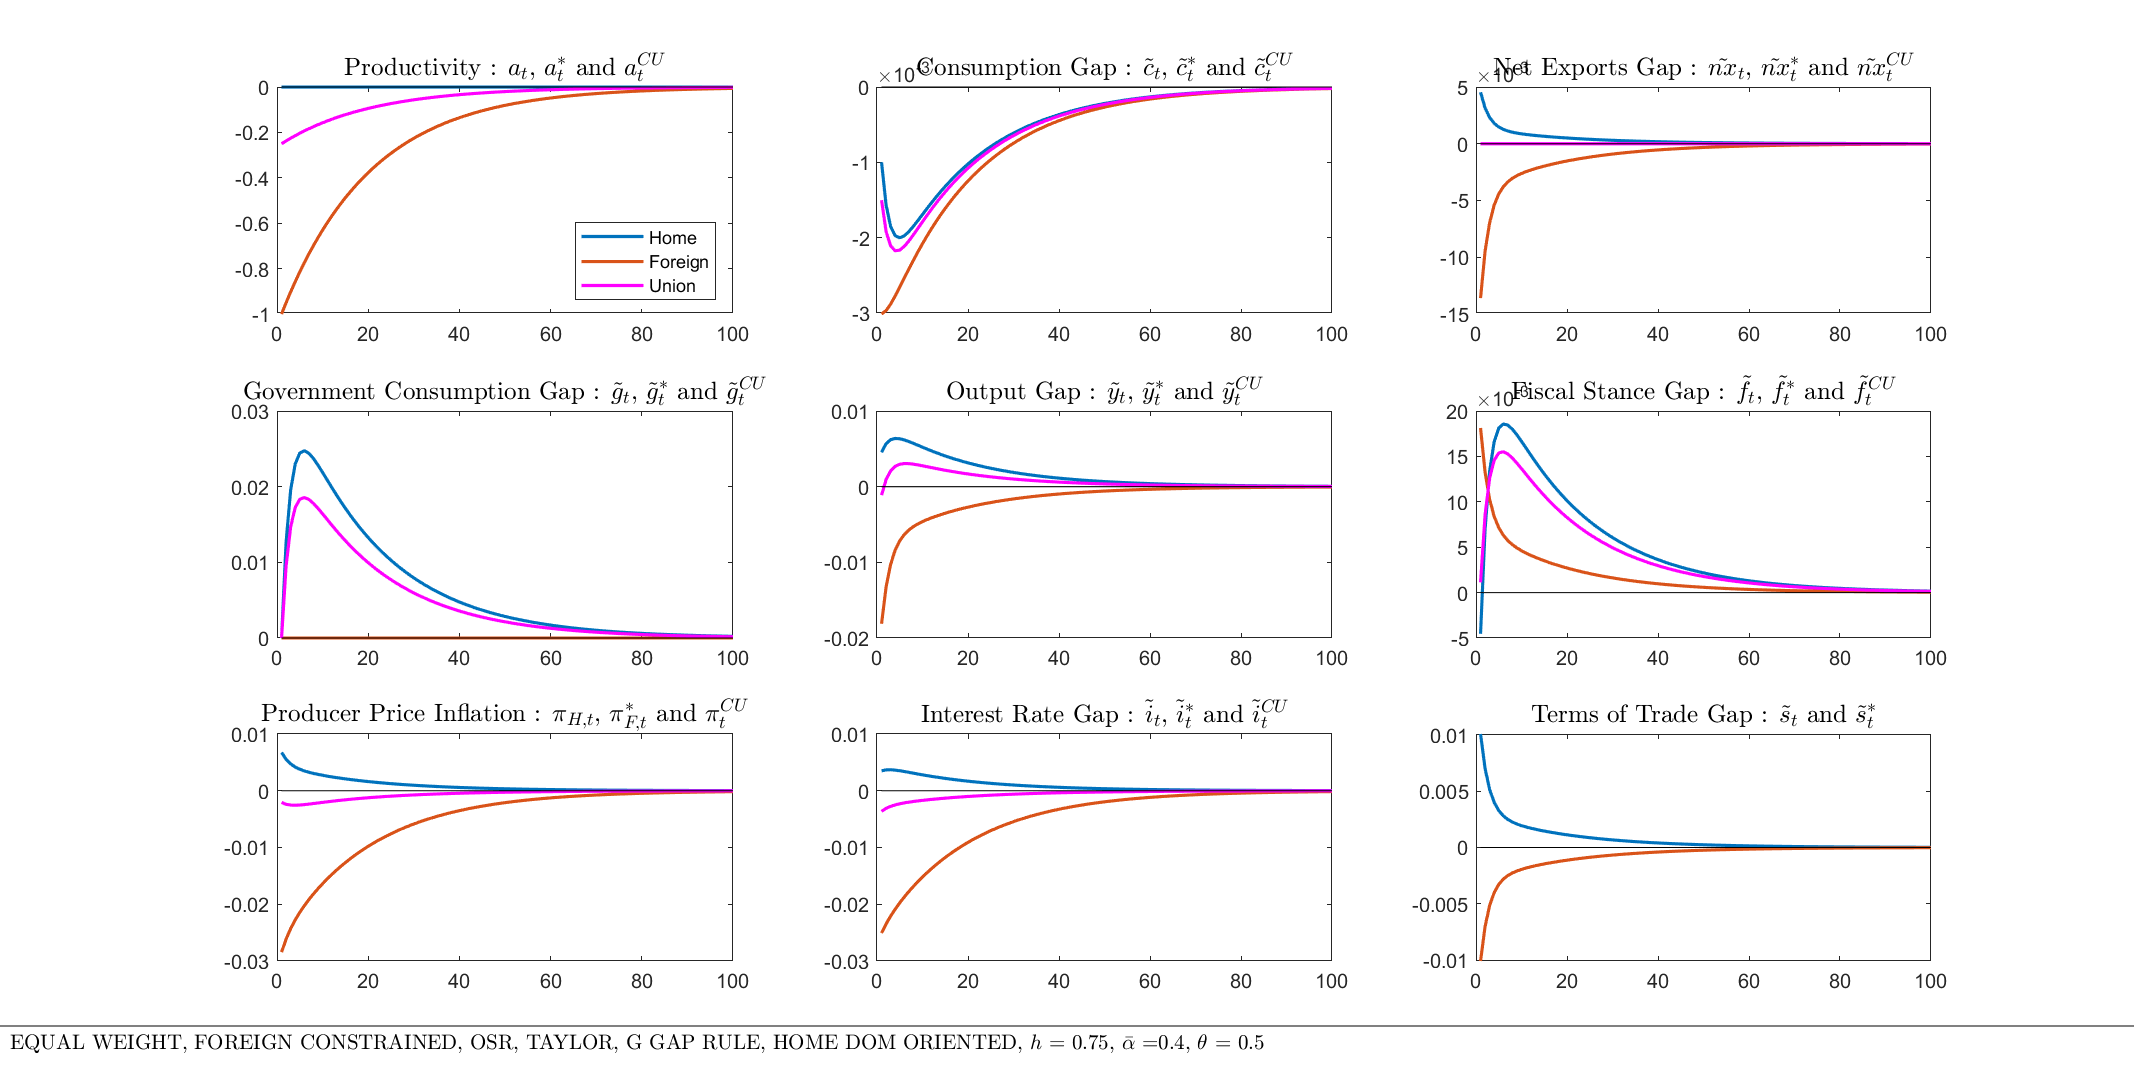 Productivity : a_t, a_t^* and a_t^{CU}
0
-0.2
-0.4
-0.6
-0.8
-1
0 20 40 60 80 100
Home
Foreign
Union
Consumption Gap : c̃_t, c̃_t^* and c̃_t^{CU}
0
-1
-2
-3
0 20 40 60 80 100
Net Exports Gap : ñx_t, ñx_t^* and ñx_t^{CU}
5
0
-5
-10
-15
0 20 40 60 80 100
Government Consumption Gap : g̃_t, g̃_t^* and g̃_t^{CU}
0.03
0.02
0.01
0
0 20 40 60 80 100
Output Gap : ỹ_t, ỹ_t^* and ỹ_t^{CU}
0.01
0
-0.01
-0.02
0 20 40 60 80 100
Fiscal Stance Gap : f̃_t, f̃_t^* and f̃_t^{CU}
20
15
10
5
0
-5
0 20 40 60 80 100
Producer Price Inflation : π_{H,t}, π_{F,t}^* and π_t^{CU}
0.01
0
-0.01
-0.02
-0.03
0 20 40 60 80 100
Interest Rate Gap : ĩ_t, ĩ_t^* and ĩ_t^{CU}
0.01
0
-0.01
-0.02
-0.03
0 20 40 60 80 100
Terms of Trade Gap : s̃_t and s̃_t^*
0.01
0.005
0
-0.005
-0.01
0 20 40 60 80 100
EQUAL WEIGHT, FOREIGN CONSTRAINED, OSR, TAYLOR, G GAP RULE, HOME DOM ORIENTED, h = 0.75, ᾱ =0.4, θ = 0.5